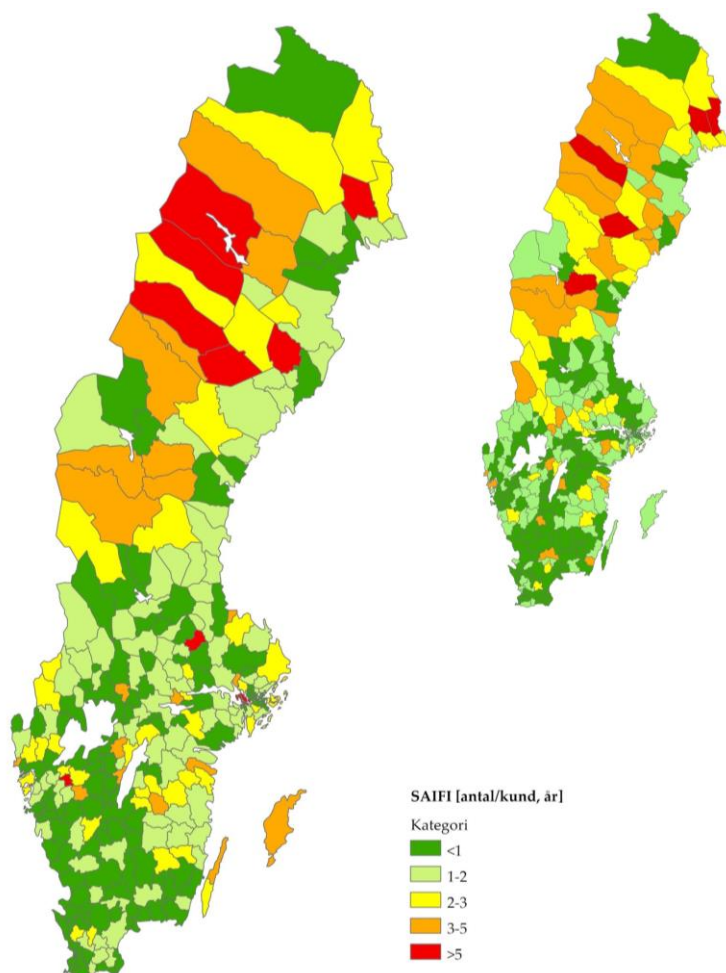 SAIFI [antal/kund, år]
Kategori
<1
1-2
2-3
3-5
>5